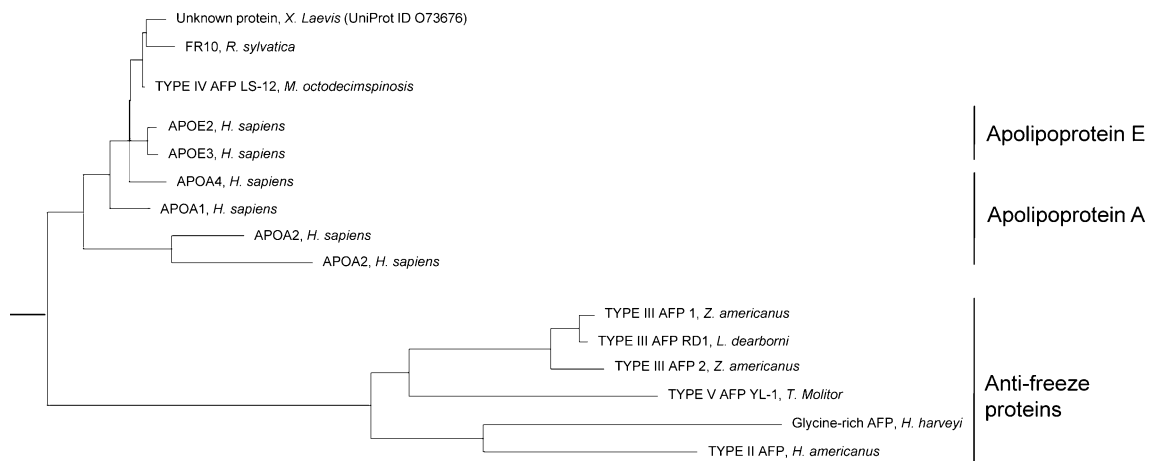 Unknown protein, X. Laevis (UniProt ID O73676)
FR10, R. sylvatica
TYPE IV AFP LS-12, M. octodecimspinosis
APOE2, H. sapiens
APOE3, H. sapiens
Apolipoprotein E
APOA4, H. sapiens
APOA1, H. sapiens
APOA2, H. sapiens
APOA2, H. sapiens
Apolipoprotein A
TYPE III AFP 1, Z. americanus
TYPE III AFP RD1, L. dearborni
TYPE III AFP 2, Z. americanus
TYPE V AFP YL-1, T. Molitor
Glycine-rich AFP, H. harveyi
TYPE II AFP, H. americanus
Anti-freeze
proteins